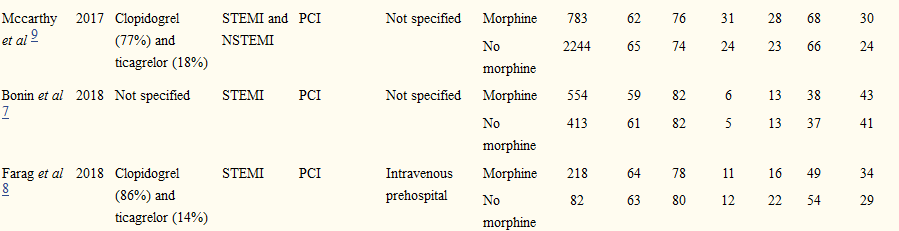 Mccarthy 2017 Clopidogrel STEMI and PCI Not specified Morphine 783 62 76 31 28 68 30
et al 9 (77%) and NSTEMI No 2244 65 74 24 23 66 24
ticagrelor (18%) morphine
Bonin et al 2018 Not specified STEMI PCI Not specified Morphine 554 59 82 6 13 38 43
7 No 413 61 82 5 13 37 41
morphine
Farag et al 2018 Clopidogrel STEMI PCI Intravenous Morphine 218 64 78 11 16 49 34
8 (86%) and prehospital No 82 63 80 12 22 54 29
ticagrelor (14%) morphine